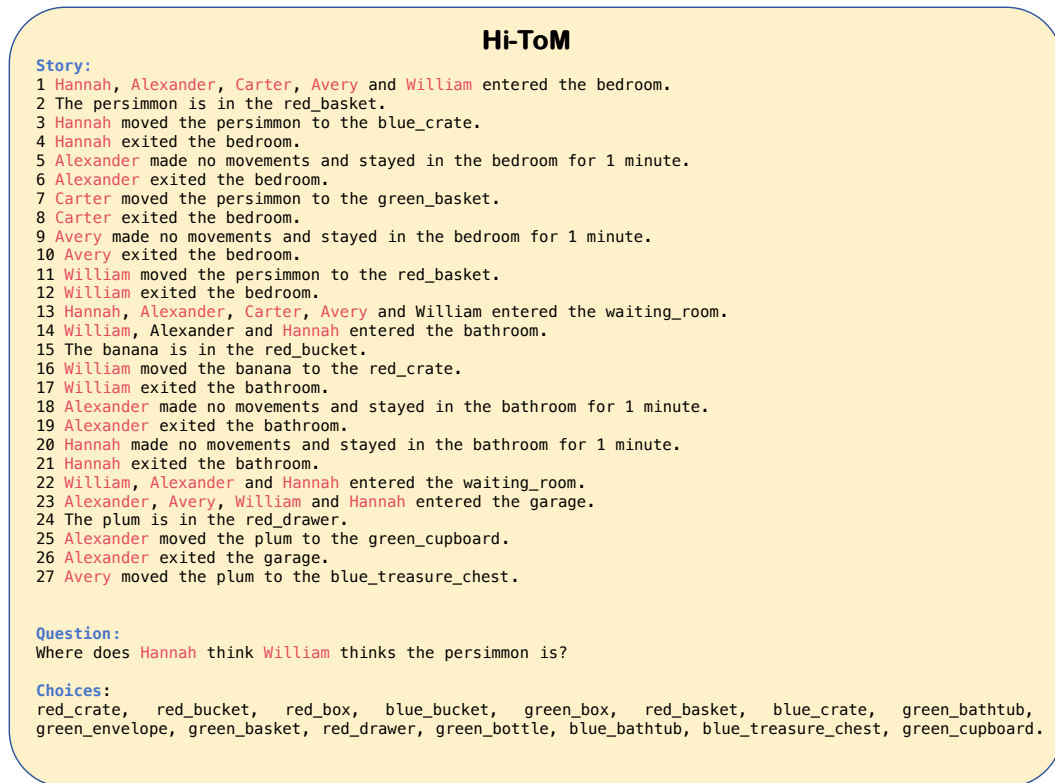 Hi-ToM
Story:
1 Hannah, Alexander, Carter, Avery and William entered the bedroom.
2 The persimmon is in the red_basket.
3 Hannah moved the persimmon to the blue_crate.
4 Hannah exited the bedroom.
5 Alexander made no movements and stayed in the bedroom for 1 minute.
6 Alexander exited the bedroom.
7 Carter moved the persimmon to the green_basket.
8 Carter exited the bedroom.
9 Avery made no movements and stayed in the bedroom for 1 minute.
10 Avery exited the bedroom.
11 William moved the persimmon to the red_basket.
12 William exited the bedroom.
13 Hannah, Alexander, Carter, Avery and William entered the waiting_room.
14 William, Alexander and Hannah entered the bathroom.
15 The banana is in the red_bucket.
16 William moved the banana to the red_crate.
17 William exited the bathroom.
18 Alexander made no movements and stayed in the bathroom for 1 minute.
19 Alexander exited the bathroom.
20 Hannah made no movements and stayed in the bathroom for 1 minute.
21 Hannah exited the bathroom.
22 William, Alexander and Hannah entered the waiting_room.
23 Alexander, Avery, William and Hannah entered the garage.
24 The plum is in the red_drawer.
25 Alexander moved the plum to the green_cupboard.
26 Alexander exited the garage.
27 Avery moved the plum to the blue_treasure_chest.
Question:
Where does Hannah think William thinks the persimmon is?
Choices:
red_crate, red_bucket, red_box, blue_bucket, green_box, red_basket, blue_crate, green_bathtub,
green_envelope, green_basket, red_drawer, green_bottle, blue_bathtub, blue_treasure_chest, green_cupboard.